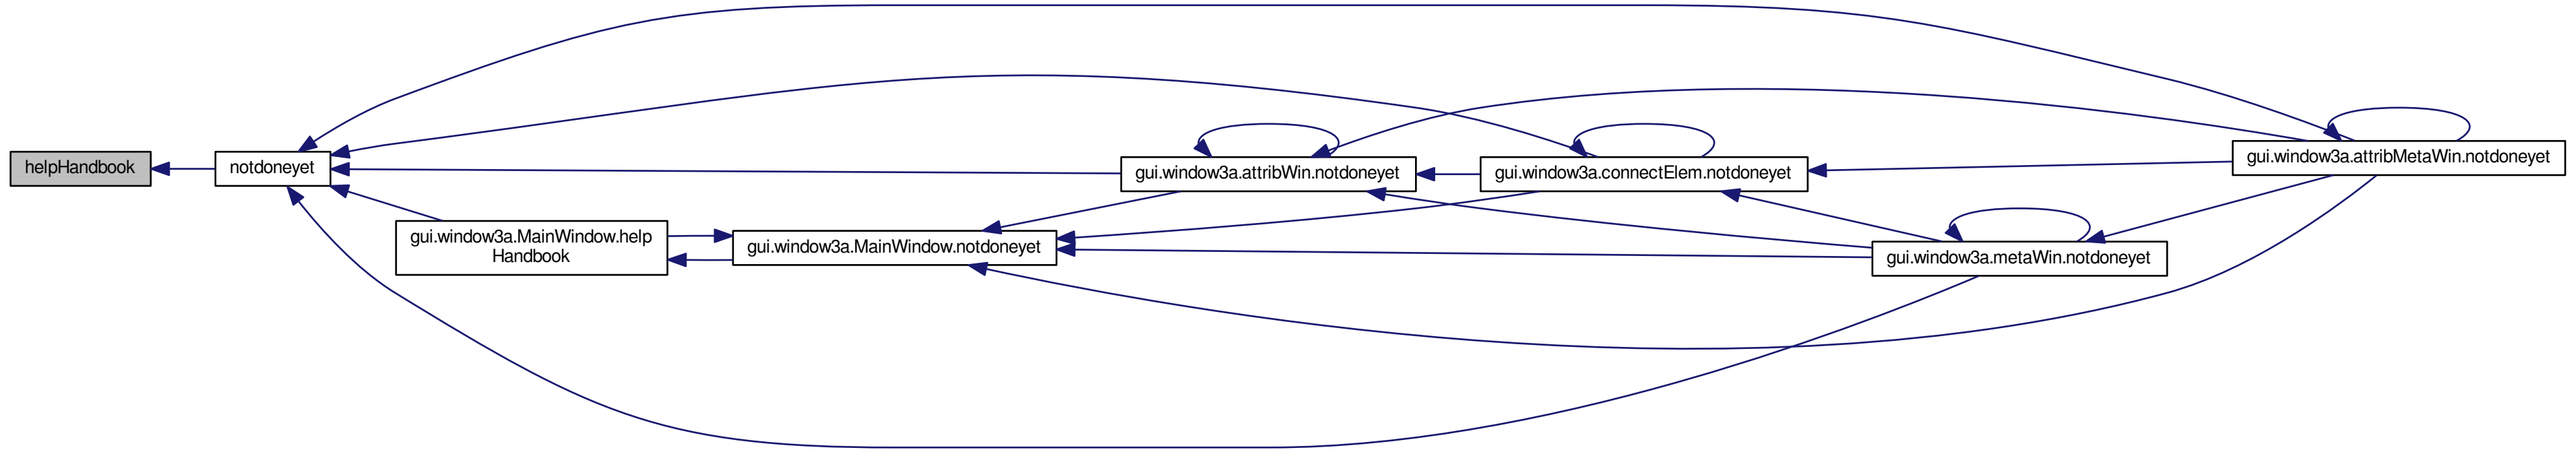 helpHandbook
notdoneyet
gui.window3a.MainWindow.help
Handbook
gui.window3a.MainWindow.notdoneyet
gui.window3a.attribWin.notdoneyet
gui.window3a.connectElem.notdoneyet
gui.window3a.metaWin.notdoneyet
gui.window3a.attribMetaWin.notdoneyet